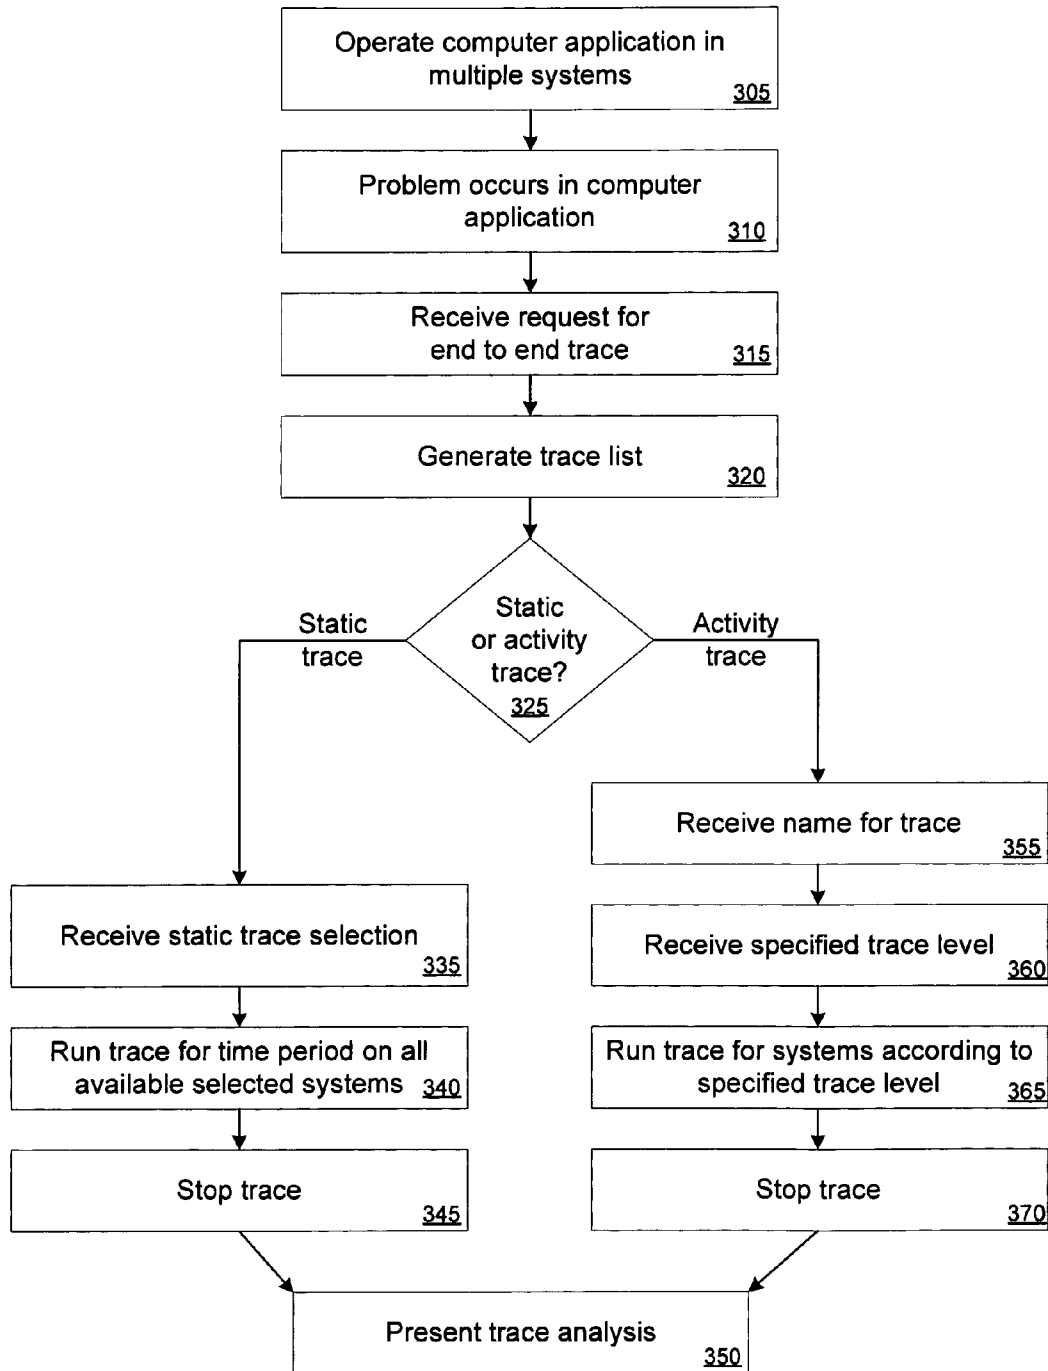 Operate computer application in
multiple systems
305
Problem occurs in computer
application
310
Receive request for
end to end trace
315
Generate trace list
320
Static
or activity
trace?
325
Static
trace
Activity
trace
Receive static trace selection
335
Run trace for time period on all
available selected systems
340
Stop trace
345
Receive name for trace
355
Receive specified trace level
360
Run trace for systems according to
specified trace level
365
Stop trace
370
Present trace analysis
350